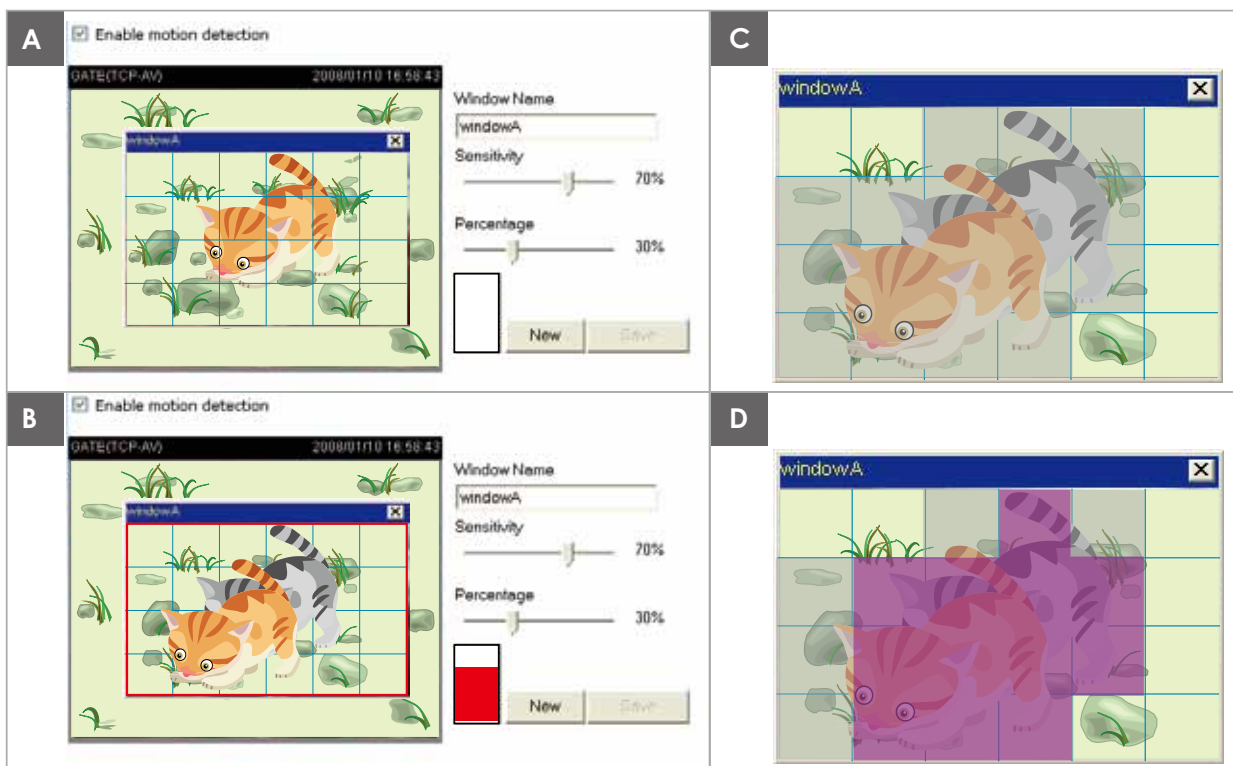 A
Enable motion detection
GATE(TCP-AV) 2008/01/10 16:58:43
windowA
Window Name
windowA
Sensitivity
70%
Percentage
30%
New Save
C
windowA
B
Enable motion detection
GATE(TCP-AV) 2008/01/10 16:58:43
windowA
Window Name
windowA
Sensitivity
70%
Percentage
30%
New Save
D
windowA